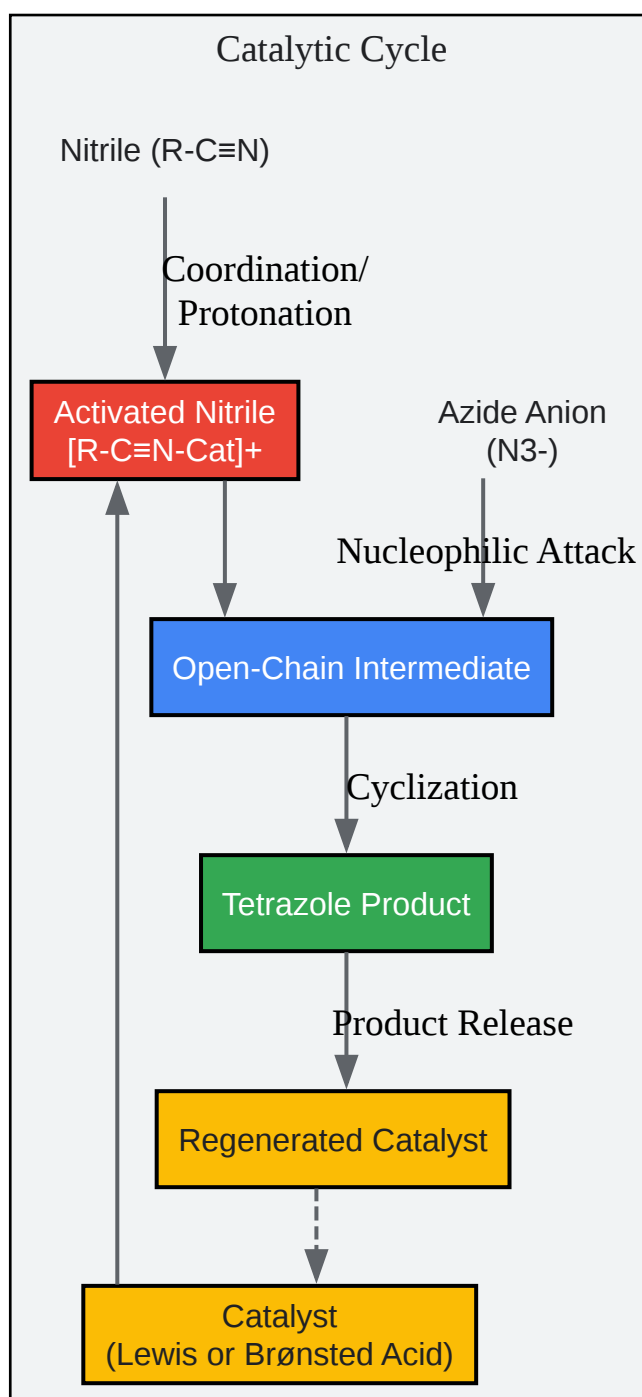 Catalytic Cycle
Nitrile (R-C≡N)
Coordination/
Protonation
Activated Nitrile
[R-C≡N-Cat]+
Azide Anion
(N3-)
Nucleophilic Attack
Open-Chain Intermediate
Cyclization
Tetrazole Product
Product Release
Regenerated Catalyst
Catalyst
(Lewis or Brønsted Acid)